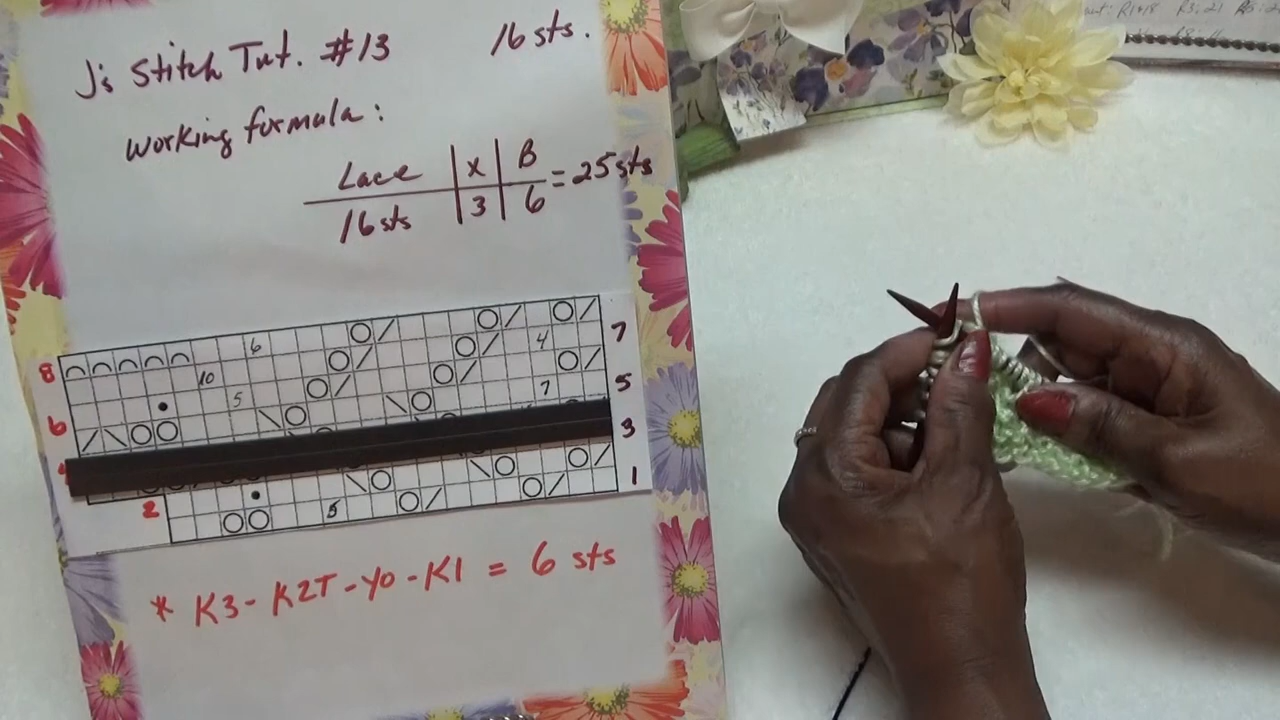 J's Stitch Tut. #13 16 sts.
Working formula:
Lace | X | B = 25 sts
16 sts | 3 | 6
8 6 7
10 4
5 7 5
6
3
1
2 5
* K3 - K2T - YO - K1 = 6 sts